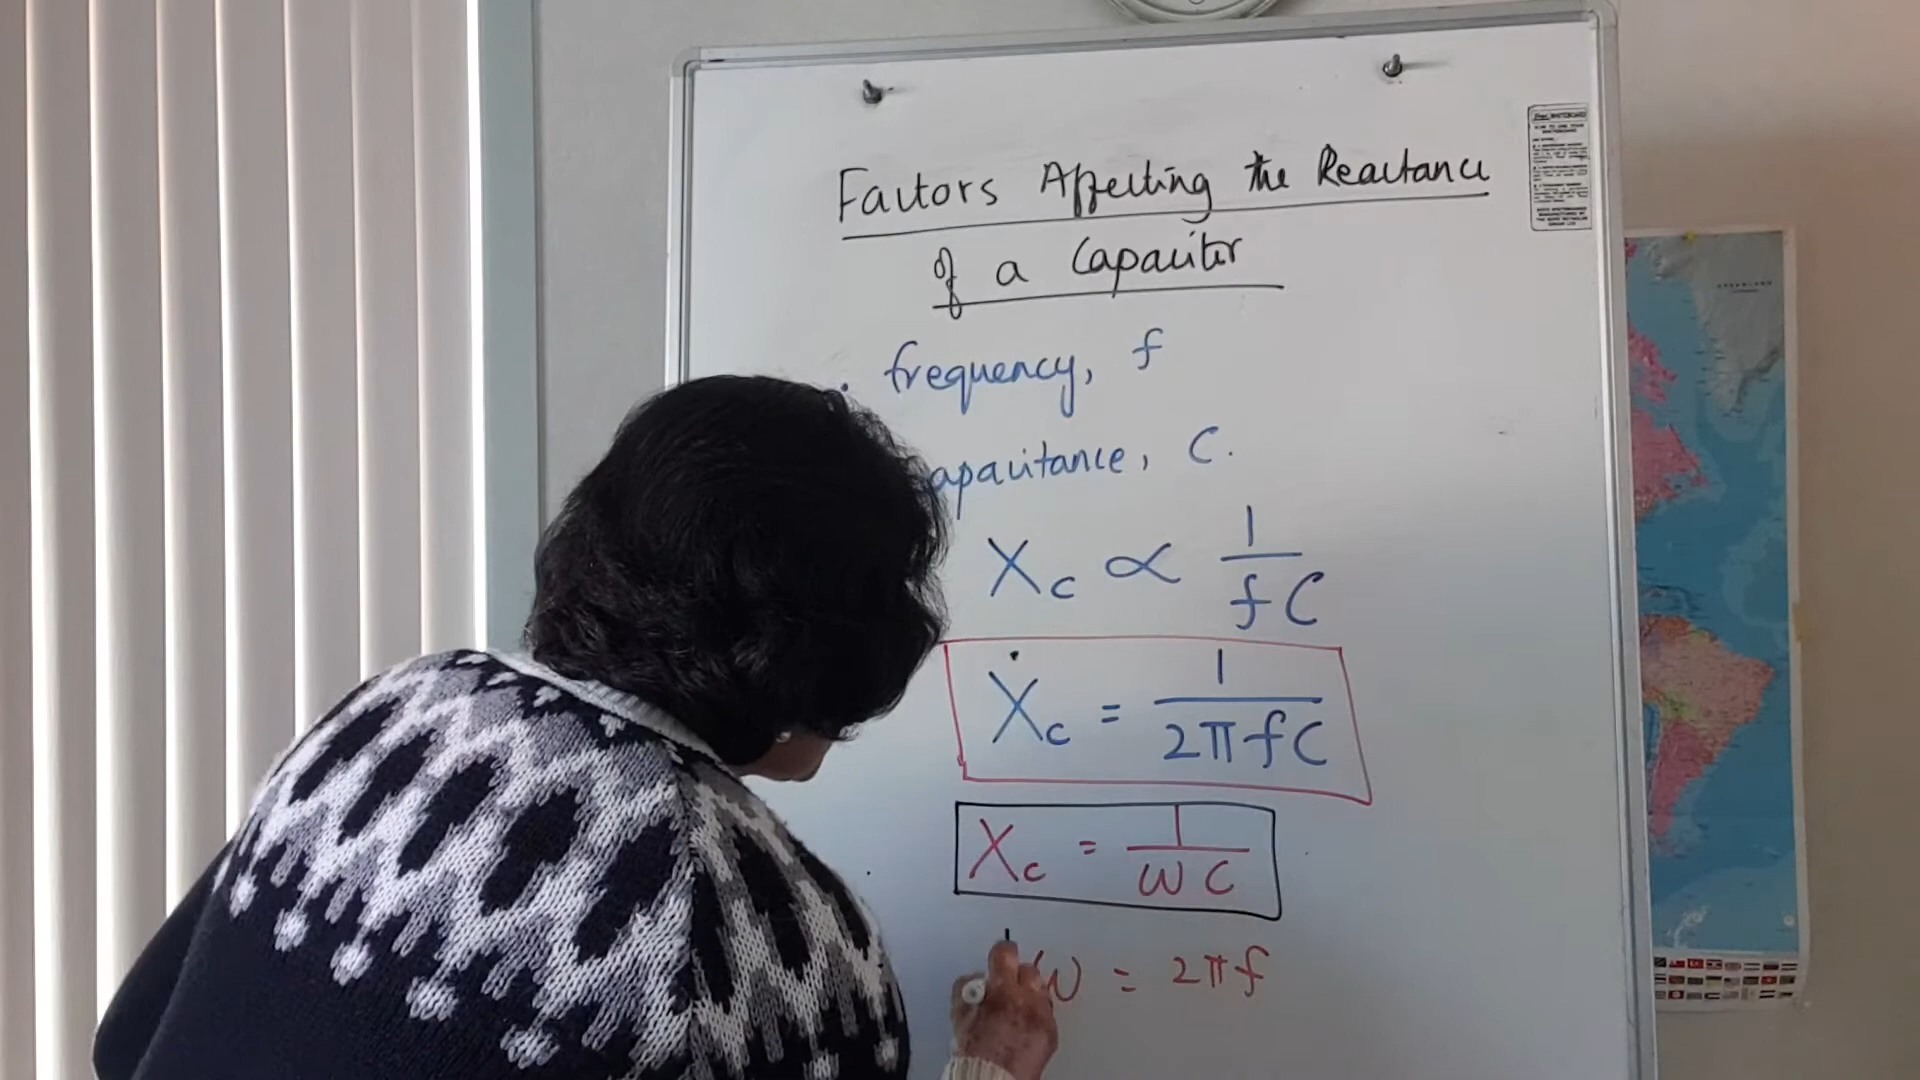 Factors Affecting the Reactance
of a Capacitor
. frequency, f
apacitance, C.
Xc ∝ 1/fC
Xc = 1/2πfC
Xc = 1/ωC
ω = 2πf